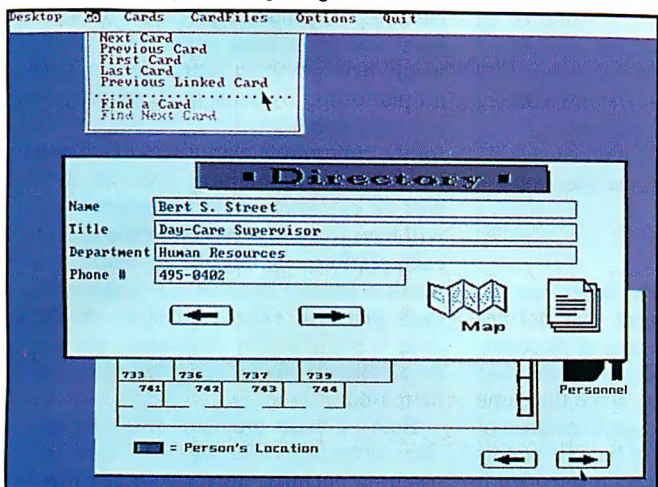 Desktop GO Cards CardFiles Options Quit
Next Card
Previous Card
First Card
Last Card
Previous Linked Card
Find a Card
Find Next Card
Directory
Name Bert S. Street
Title Day-Care Supervisor
Department Human Resources
Phone # 495-0402
Map
733 736 737 739
741 742 743 744
Personnel
= Person's Location